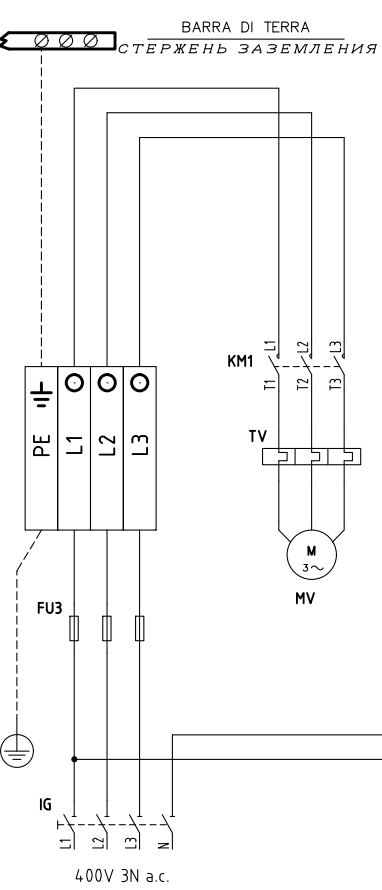 BARRA DI TERRA
СТЕРЖЕНЬ ЗАЗЕМЛЕНИЯ
KM1
L1
L2
L3
T1
T2
T3
PE
L1
L2
L3
TV
M
3~
MV
FU3
IG
L1
L2
L3
N
400V 3N a.c.